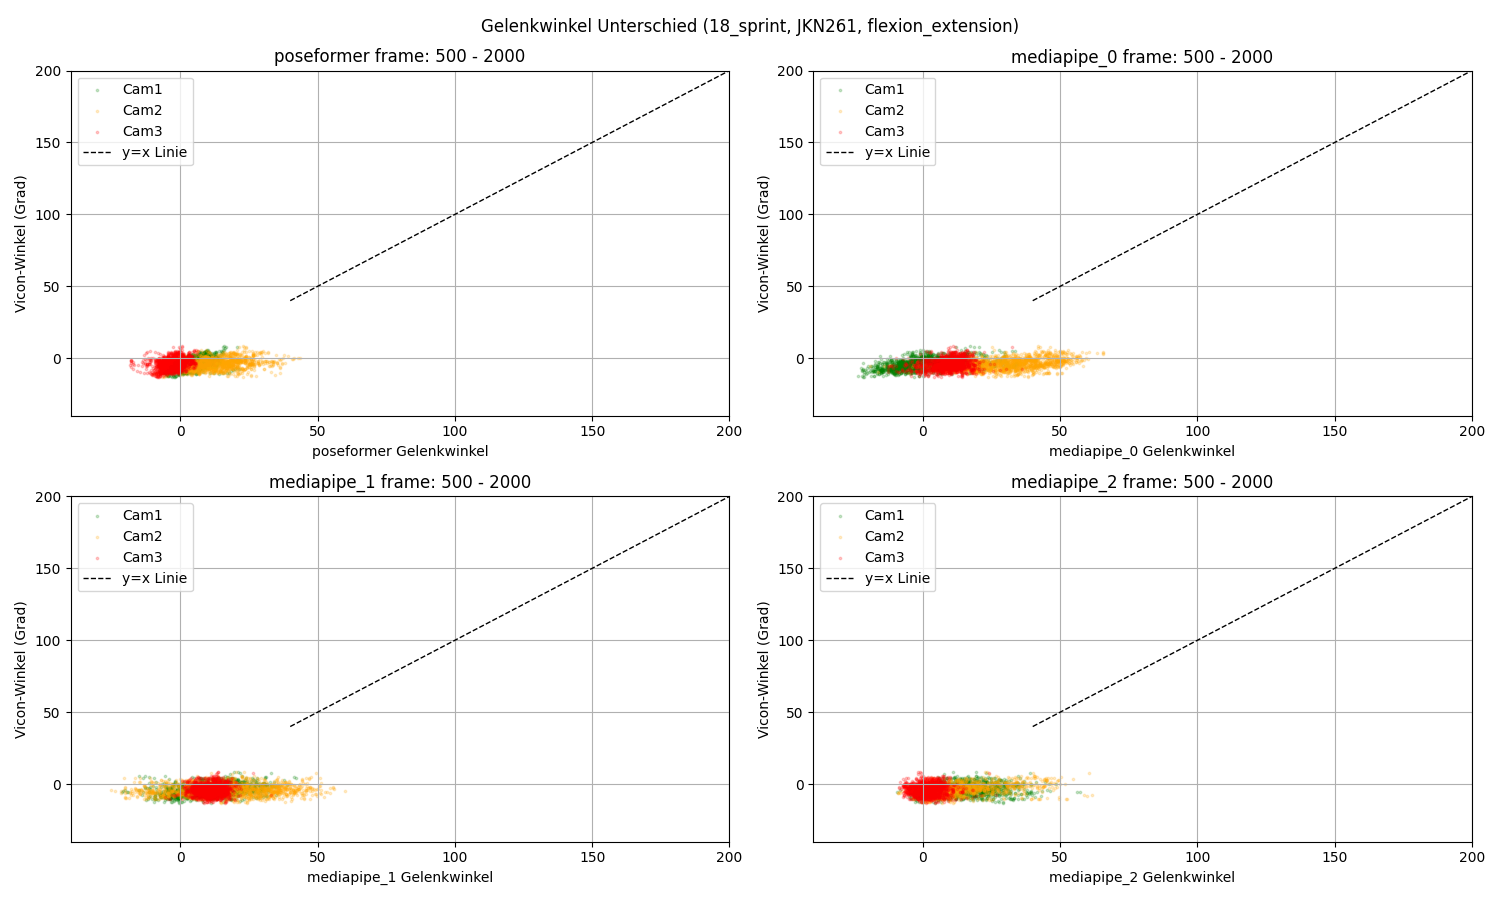 Gelenkwinkel Unterschied (18_sprint, JKN261, flexion_extension)
poseformer frame: 500 - 2000
200
150
100
50
0
Vicon-Winkel (Grad)
Cam1
Cam2
Cam3
y=x Linie
0
50
100
150
200
poseformer Gelenkwinkel
mediapipe_0 frame: 500 - 2000
200
150
100
50
0
Vicon-Winkel (Grad)
Cam1
Cam2
Cam3
y=x Linie
0
50
100
150
200
mediapipe_0 Gelenkwinkel
mediapipe_1 frame: 500 - 2000
200
150
100
50
0
Vicon-Winkel (Grad)
Cam1
Cam2
Cam3
y=x Linie
0
50
100
150
200
mediapipe_1 Gelenkwinkel
mediapipe_2 frame: 500 - 2000
200
150
100
50
0
Vicon-Winkel (Grad)
Cam1
Cam2
Cam3
y=x Linie
0
50
100
150
200
mediapipe_2 Gelenkwinkel